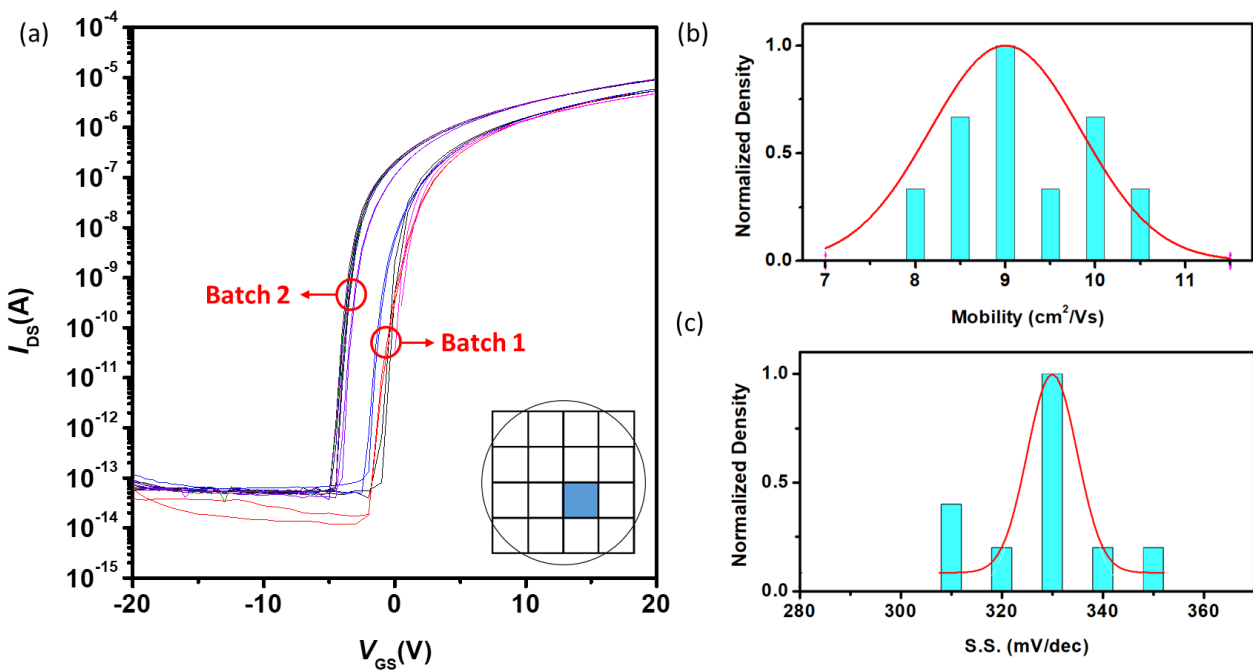 (a)
10⁻⁴
10⁻⁵
10⁻⁶
10⁻⁷
10⁻⁸
10⁻⁹
10⁻¹⁰
10⁻¹¹
10⁻¹²
10⁻¹³
10⁻¹⁴
10⁻¹⁵
I_DS(A)
Batch 2
Batch 1
-20 -10 0 10 20
V_GS(V)
(b)
1.0
0.5
0.0
Normalized Density
7 8 9 10 11
Mobility (cm²/Vs)
(c)
1.0
0.5
0.0
Normalized Density
280 300 320 340 360
S.S. (mV/dec)